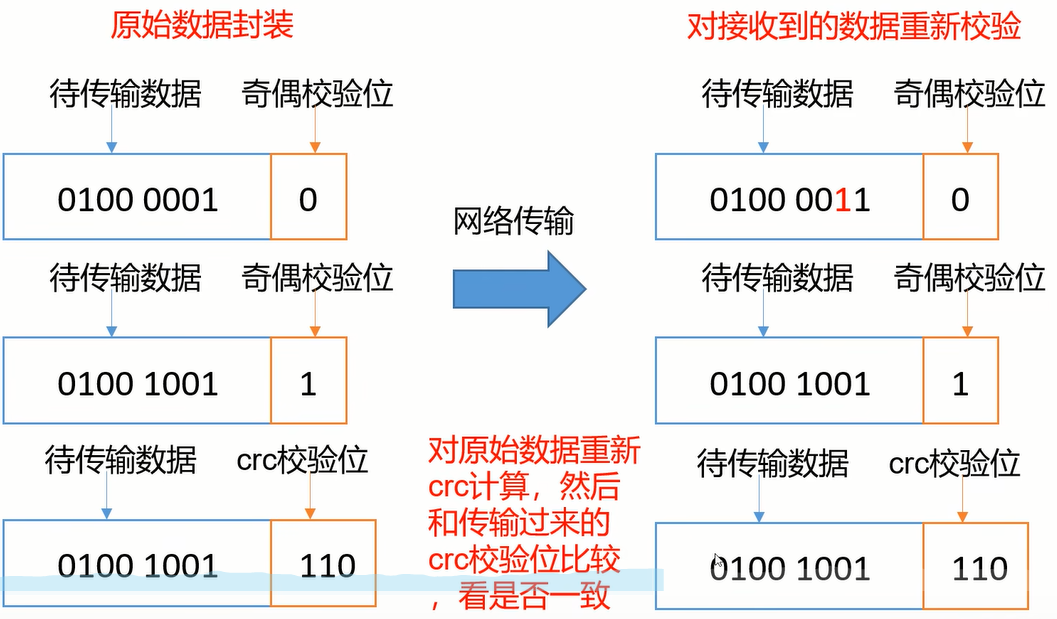 原始数据封装
对接收到的数据重新校验
待传输数据
奇偶校验位
待传输数据
奇偶校验位
0100 0001
0
网络传输
0100 0011
0
待传输数据
奇偶校验位
待传输数据
奇偶校验位
0100 1001
1
0100 1001
1
待传输数据
crc校验位
对原始数据重新
crc计算，然后
和传输过来的
crc校验位比较
，看是否一致
待传输数据
crc校验位
0100 1001
110
0100 1001
110